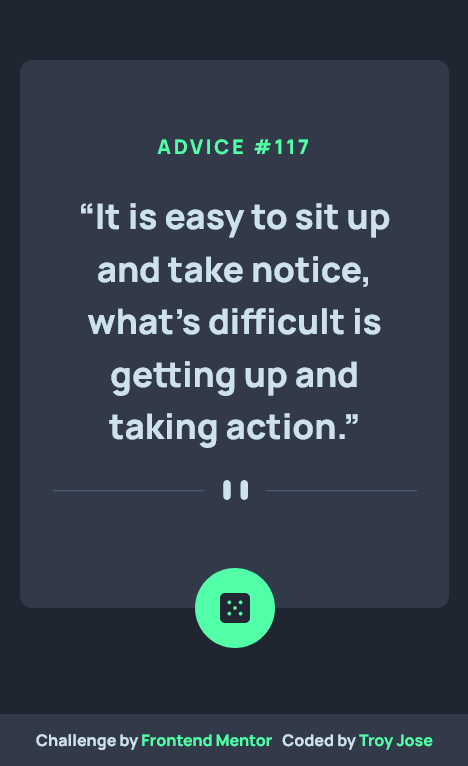 ADVICE #117
“It is easy to sit up
and take notice,
what’s difficult is
getting up and
taking action.”
Challenge by Frontend Mentor Coded by Troy Jose